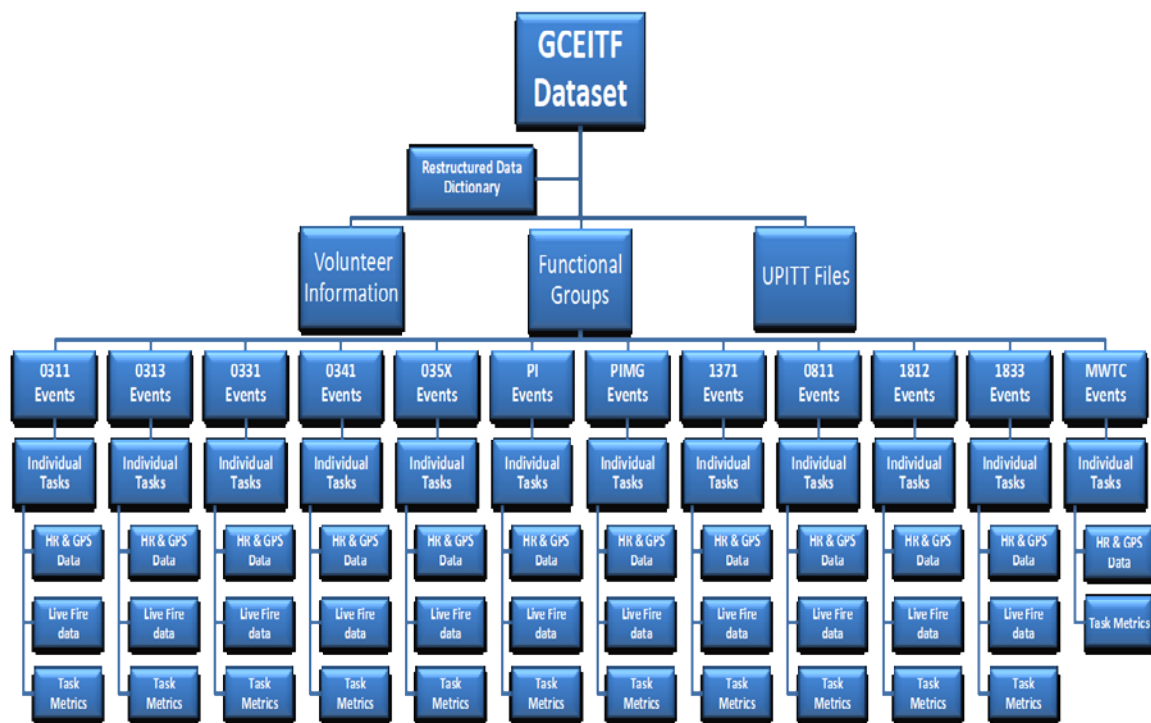 GCEITF
Dataset
Restructured Data
Dictionary
Volunteer
Information
Functional
Groups
UPITT Files
0311
Events
0313
Events
0331
Events
0341
Events
035X
Events
PI
Events
PIMG
Events
1371
Events
0811
Events
1812
Events
1833
Events
MWTC
Events
Individual
Tasks
Individual
Tasks
Individual
Tasks
Individual
Tasks
Individual
Tasks
Individual
Tasks
Individual
Tasks
Individual
Tasks
Individual
Tasks
Individual
Tasks
Individual
Tasks
Individual
Tasks
HR & GPS
Data
HR & GPS
Data
HR & GPS
Data
HR & GPS
Data
HR & GPS
Data
HR & GPS
Data
HR & GPS
Data
HR & GPS
Data
HR & GPS
Data
HR & GPS
Data
HR & GPS
Data
HR & GPS
Data
Live Fire
data
Live Fire
data
Live Fire
data
Live Fire
data
Live Fire
data
Live Fire
data
Live Fire
data
Live Fire
data
Live Fire
data
Live Fire
data
Live Fire
data
Task Metrics
Task
Metrics
Task
Metrics
Task
Metrics
Task
Metrics
Task
Metrics
Task
Metrics
Task
Metrics
Task
Metrics
Task
Metrics
Task
Metrics
Task
Metrics